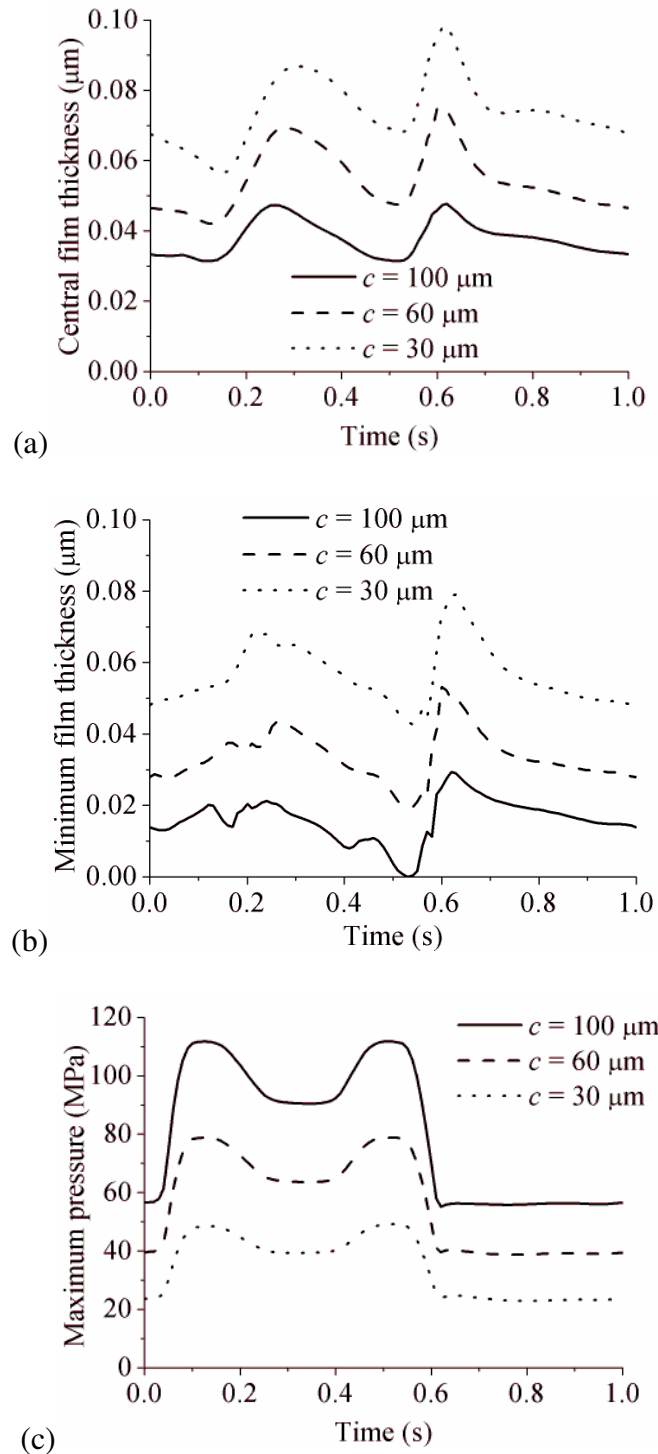 0.10
0.08
0.06
0.04
0.02
0.00
Central film thickness (μm)
c = 100 μm
c = 60 μm
c = 30 μm
0.0 0.2 0.4 0.6 0.8 1.0
Time (s)
(a)
0.10
0.08
0.06
0.04
0.02
0.00
Minimum film thickness (μm)
c = 100 μm
c = 60 μm
c = 30 μm
0.0 0.2 0.4 0.6 0.8 1.0
Time (s)
(b)
120
100
80
60
40
20
0
Maximum pressure (MPa)
c = 100 μm
c = 60 μm
c = 30 μm
0.0 0.2 0.4 0.6 0.8 1.0
Time (s)
(c)